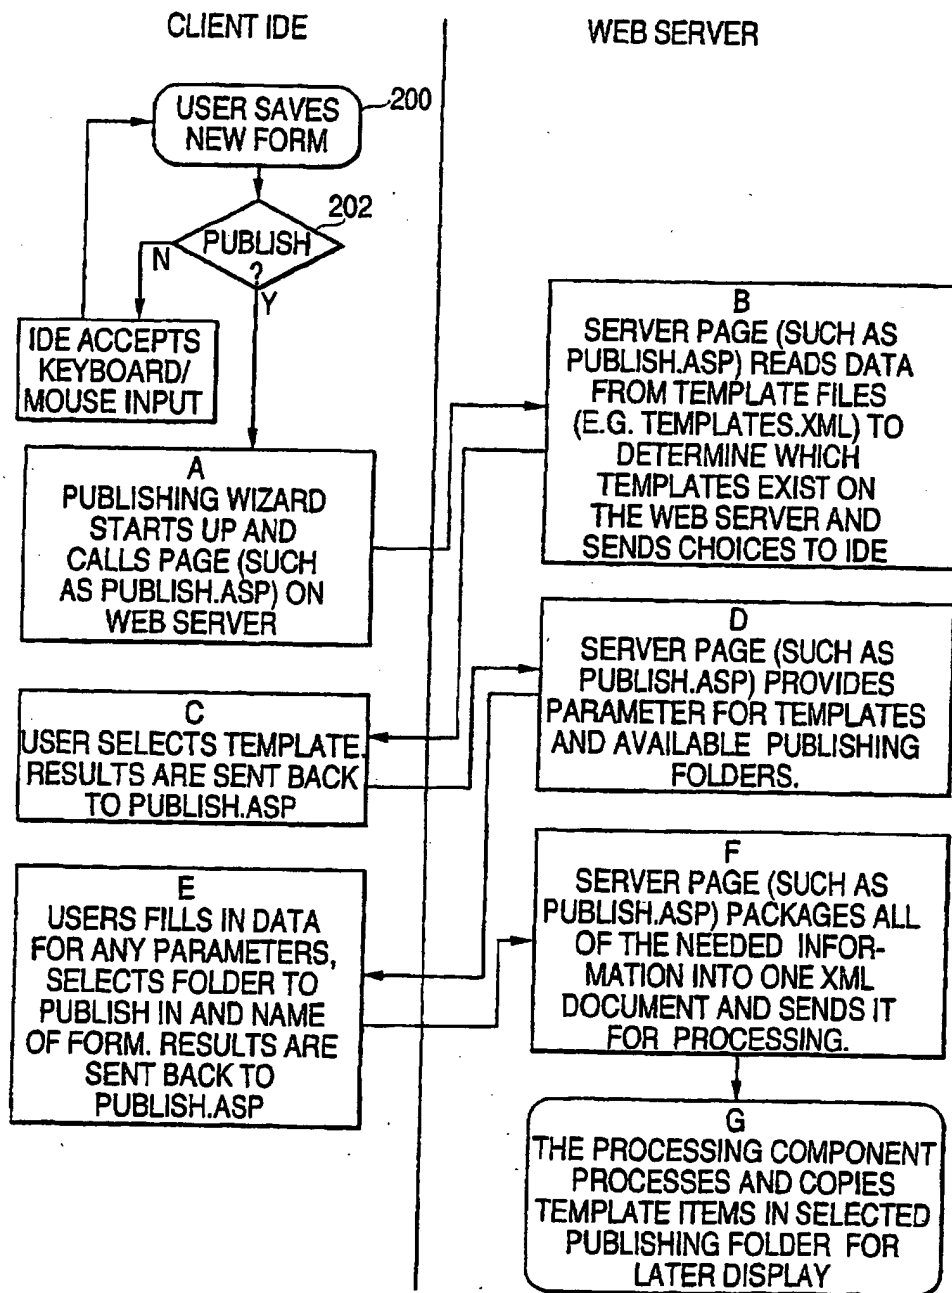 CLIENT IDE
WEB SERVER
USER SAVES
NEW FORM
200
PUBLISH
?
202
N
Y
IDE ACCEPTS
KEYBOARD/
MOUSE INPUT
A
PUBLISHING WIZARD
STARTS UP AND
CALLS PAGE (SUCH
AS PUBLISH.ASP) ON
WEB SERVER
B
SERVER PAGE (SUCH AS
PUBLISH.ASP) READS DATA
FROM TEMPLATE FILES
(E.G. TEMPLATES.XML) TO
DETERMINE WHICH
TEMPLATES EXIST ON
THE WEB SERVER AND
SENDS CHOICES TO IDE
C
USER SELECTS TEMPLATE.
RESULTS ARE SENT BACK
TO PUBLISH.ASP
D
SERVER PAGE (SUCH AS
PUBLISH.ASP) PROVIDES
PARAMETER FOR TEMPLATES
AND AVAILABLE PUBLISHING
FOLDERS.
E
USERS FILLS IN DATA
FOR ANY PARAMETERS,
SELECTS FOLDER TO
PUBLISH IN AND NAME
OF FORM. RESULTS ARE
SENT BACK TO
PUBLISH.ASP
F
SERVER PAGE (SUCH AS
PUBLISH.ASP) PACKAGES ALL
OF THE NEEDED INFOR-
MATION INTO ONE XML
DOCUMENT AND SENDS IT
FOR PROCESSING.
G
THE PROCESSING COMPONENT
PROCESSES AND COPIES
TEMPLATE ITEMS IN SELECTED
PUBLISHING FOLDER FOR
LATER DISPLAY